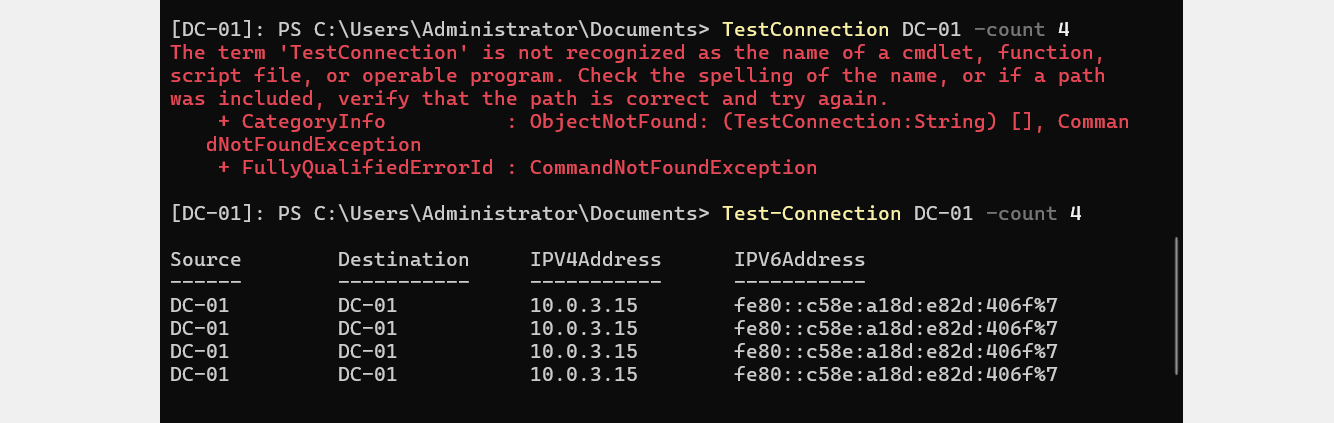 [DC-01]: PS C:\Users\Administrator\Documents> TestConnection DC-01 -count 4
The term 'TestConnection' is not recognized as the name of a cmdlet, function,
script file, or operable program. Check the spelling of the name, or if a path
was included, verify that the path is correct and try again.
    + CategoryInfo          : ObjectNotFound: (TestConnection:String) [], Comman
   dNotFoundException
    + FullyQualifiedErrorId : CommandNotFoundException
[DC-01]: PS C:\Users\Administrator\Documents> Test-Connection DC-01 -count 4
Source        Destination     IPV4Address      IPV6Address
------        -----------     -----------      -----------
DC-01         DC-01           10.0.3.15        fe80::c58e:a18d:e82d:406f%7
DC-01         DC-01           10.0.3.15        fe80::c58e:a18d:e82d:406f%7
DC-01         DC-01           10.0.3.15        fe80::c58e:a18d:e82d:406f%7
DC-01         DC-01           10.0.3.15        fe80::c58e:a18d:e82d:406f%7